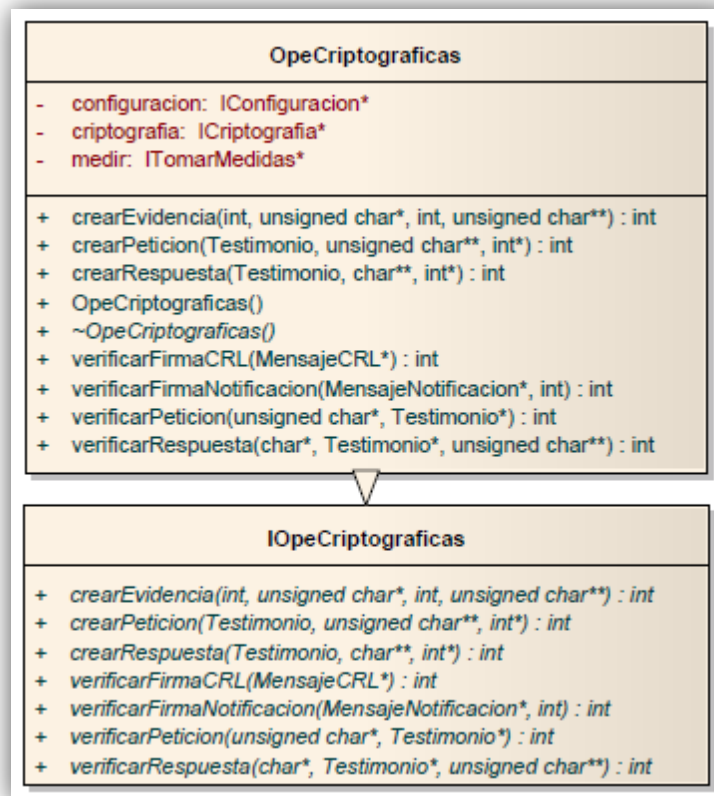 OpeCriptograficas
- configuracion: IConfiguracion*
- criptografia: ICriptografia*
- medir: ITomarMedidas*
+ crearEvidencia(int, unsigned char*, int, unsigned char**) : int
+ crearPeticion(Testimonio, unsigned char**, int*) : int
+ crearRespuesta(Testimonio, char**, int*) : int
+ OpeCriptograficas()
+ ~OpeCriptograficas()
+ verificarFirmaCRL(MensajeCRL*) : int
+ verificarFirmaNotificacion(MensajeNotificacion*, int) : int
+ verificarPeticion(unsigned char*, Testimonio*) : int
+ verificarRespuesta(char*, Testimonio*, unsigned char**) : int
IOpeCriptograficas
+ crearEvidencia(int, unsigned char*, int, unsigned char**) : int
+ crearPeticion(Testimonio, unsigned char**, int*) : int
+ crearRespuesta(Testimonio, char**, int*) : int
+ verificarFirmaCRL(MensajeCRL*) : int
+ verificarFirmaNotificacion(MensajeNotificacion*, int) : int
+ verificarPeticion(unsigned char*, Testimonio*) : int
+ verificarRespuesta(char*, Testimonio*, unsigned char**) : int